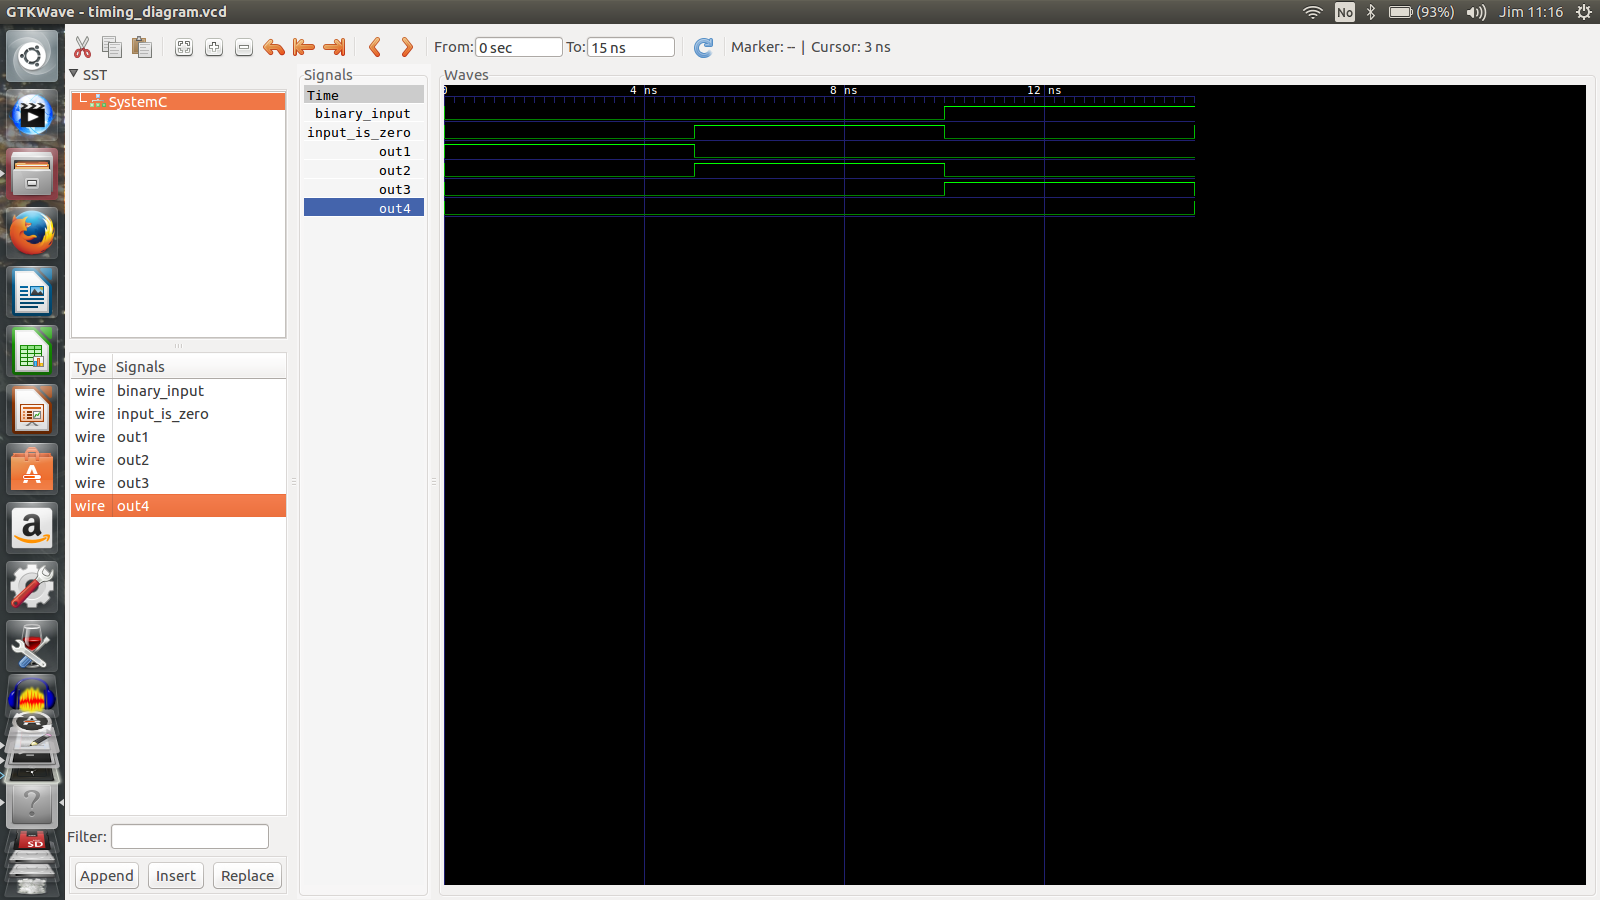 GTKWave - timing_diagram.vcd
No
(93%)
Jim 11:16
From: 0 sec To: 15 ns Marker: -- | Cursor: 3 ns
SST
SystemC
Signals
Time
binary_input
input_is_zero
out1
out2
out3
out4
Waves
0 4 ns 8 ns 12 ns
Type Signals
wire binary_input
wire input_is_zero
wire out1
wire out2
wire out3
wire out4
Filter:
Append Insert Replace
A
a
A
?
SD